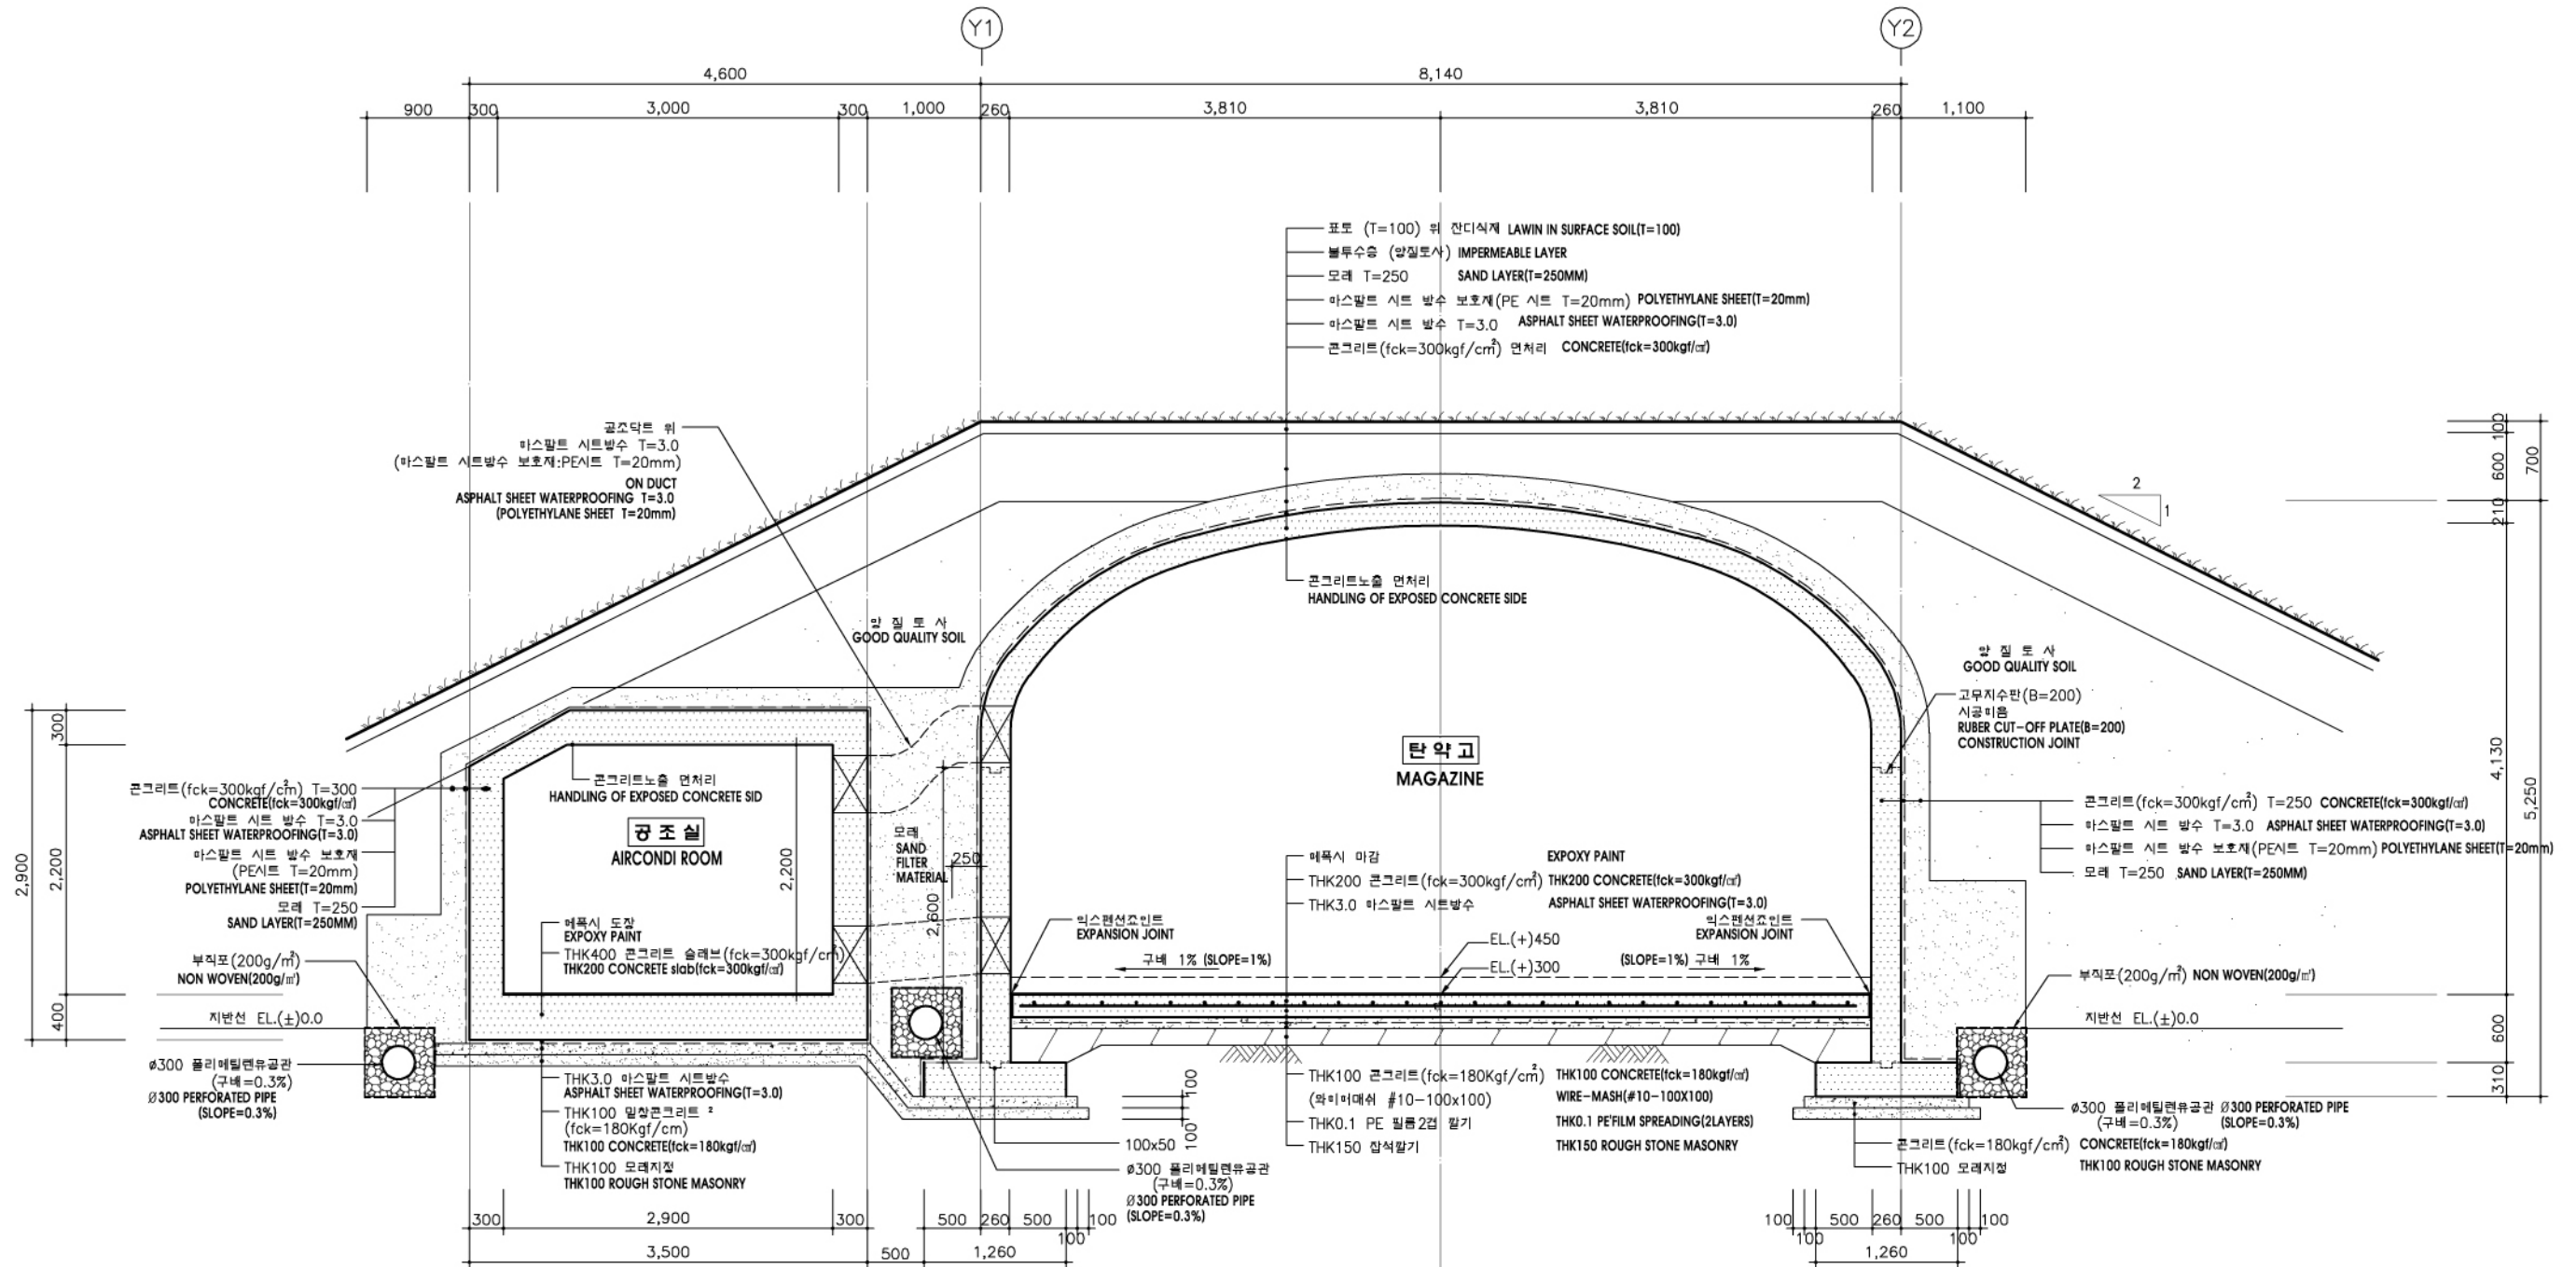 Y1
Y2
4,600
8,140
900
300
3,000
300
1,000
260
3,810
3,810
260
1,100
표토 (T=100) 위 잔디식재 LAWIN IN SURFACE SOIL(T=100)
불투수층 (양질토사) IMPERMEABLE LAYER
모래 T=250 SAND LAYER(T=250MM)
마스팔트 시트 방수 보호재(PE 시트 T=20mm) POLYETHYLANE SHEET(T=20mm)
마스팔트 시트 방수 T=3.0 ASPHALT SHEET WATERPROOFING(T=3.0)
콘크리트(fck=300kgf/cm²) 면처리 CONCRETE(fck=300kgf/㎠)
공조닥트 위
마스팔트 시트방수 T=3.0
(마스팔트 시트방수 보호재:PE시트 T=20mm)
ON DUCT
ASPHALT SHEET WATERPROOFING T=3.0
(POLYETHYLANE SHEET T=20mm)
100
600
700
210
2
1
콘크리트노출 면처리
HANDLING OF EXPOSED CONCRETE SIDE
양 질 토 사
GOOD QUALITY SOIL
양 질 토 사
GOOD QUALITY SOIL
고무지수판(B=200)
시공이음
RUBER CUT-OFF PLATE(B=200)
CONSTRUCTION JOINT
300
2,200
2,900
400
콘크리트노출 면처리
HANDLING OF EXPOSED CONCRETE SID
공 조 실
AIRCONDI ROOM
2,200
탄 약 고
MAGAZINE
4,130
5,250
콘크리트(fck=300kgf/cm²) T=300
CONCRETE(fck=300kgf/㎠)
마스팔트 시트 방수 T=3.0
ASPHALT SHEET WATERPROOFING(T=3.0)
마스팔트 시트 방수 보호재
(PE시트 T=20mm)
POLYETHYLANE SHEET(T=20mm)
모래 T=250
SAND LAYER(T=250MM)
모래
SAND
FILTER
MATERIAL
250
2,600
콘크리트(fck=300kgf/cm²) T=250 CONCRETE(fck=300kgf/㎠)
마스팔트 시트 방수 T=3.0 ASPHALT SHEET WATERPROOFING(T=3.0)
마스팔트 시트 방수 보호재(PE시트 T=20mm) POLYETHYLANE SHEET(T=20mm)
모래 T=250 SAND LAYER(T=250MM)
에폭시 마감 EXPOXY PAINT
THK200 콘크리트(fck=300kgf/cm²) THK200 CONCRETE(fck=300kgf/㎠)
THK3.0 마스팔트 시트방수 ASPHALT SHEET WATERPROOFING(T=3.0)
에폭시 도장
EXPOXY PAINT
THK400 콘크리트 슬래브(fck=300kgf/cm²)
THK200 CONCRETE slab(fck=300kgf/㎠)
익스펜션죠인트
EXPANSION JOINT
익스펜션죠인트
EXPANSION JOINT
EL.(+)450
구배 1% (SLOPE=1%)
EL.(+)300
(SLOPE=1%) 구배 1%
부직포(200g/m²)
NON WOVEN(200g/㎡)
지반선 EL.(±)0.0
부직포(200g/m²) NON WOVEN(200g/㎡)
지반선 EL.(±)0.0
600
310
ø300 폴리에틸렌유공관
(구배=0.3%)
Ø300 PERFORATED PIPE
(SLOPE=0.3%)
THK3.0 마스팔트 시트방수
ASPHALT SHEET WATERPROOFING(T=3.0)
THK100 밑창콘크리트 ²
(fck=180Kgf/cm)
THK100 CONCRETE(fck=180kgf/㎠)
THK100 모래지정
THK100 ROUGH STONE MASONRY
100
100
100x50
ø300 폴리에틸렌유공관
(구배=0.3%)
Ø300 PERFORATED PIPE
(SLOPE=0.3%)
THK100 콘크리트(fck=180Kgf/cm²) THK100 CONCRETE(fck=180kgf/㎠)
(와이어매쉬 #10-100x100) WIRE-MASH(#10-100X100)
THK0.1 PE 필름2겹 깔기 THK0.1 PE'FILM SPREADING(2LAYERS)
THK150 잡석깔기 THK150 ROUGH STONE MASONRY
ø300 폴리에틸렌유공관 Ø300 PERFORATED PIPE
(구배=0.3%) (SLOPE=0.3%)
콘크리트(fck=180kgf/cm²) CONCRETE(fck=180kgf/㎠)
THK100 모래지정 THK100 ROUGH STONE MASONRY
300
2,900
300
500
260
500
100
100
3,500
500
1,260
100
100
500
260
500
100
100
1,260